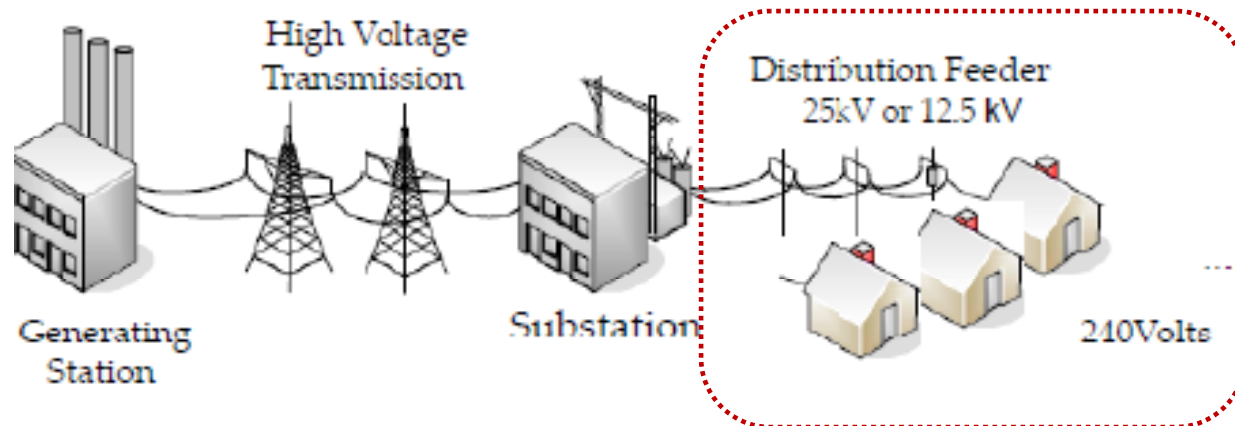 High Voltage
Transmission
Distribution Feeder
25kV or 12.5 kV
Generating
Station
Substation
240Volts